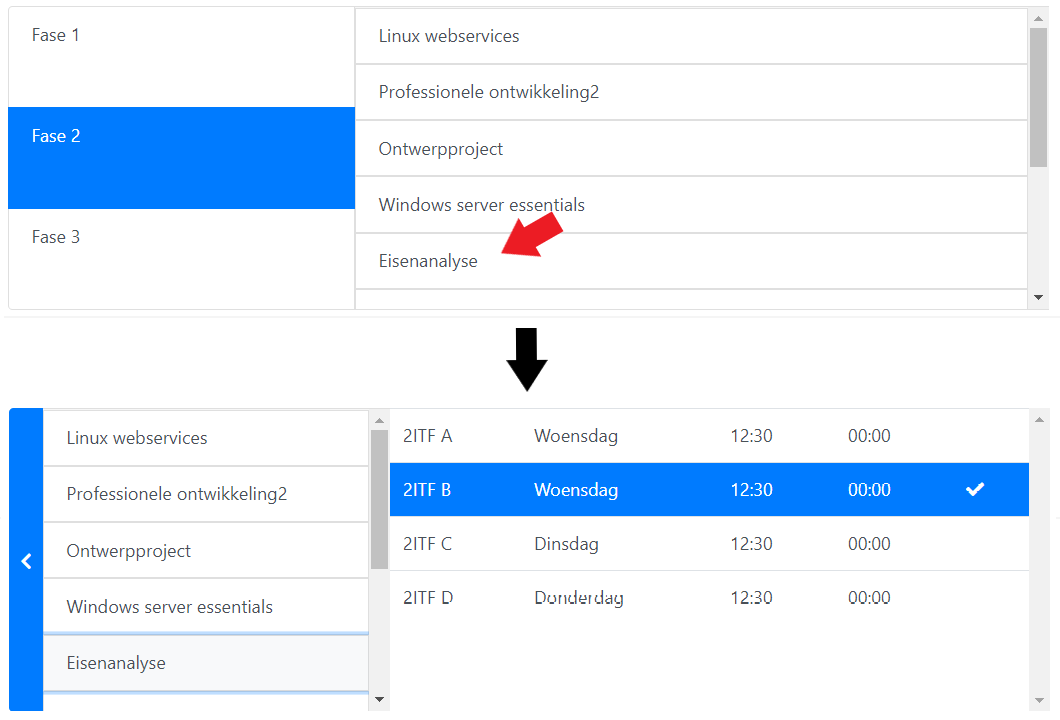 Fase 1
Fase 2
Fase 3
Linux webservices
Professionele ontwikkeling2
Ontwerpproject
Windows server essentials
Eisenanalyse
Linux webservices
Professionele ontwikkeling2
Ontwerpproject
Windows server essentials
Eisenanalyse
2ITF A Woensdag 12:30 00:00
2ITF B Woensdag 12:30 00:00
2ITF C Dinsdag 12:30 00:00
2ITF D Donderdag 12:30 00:00